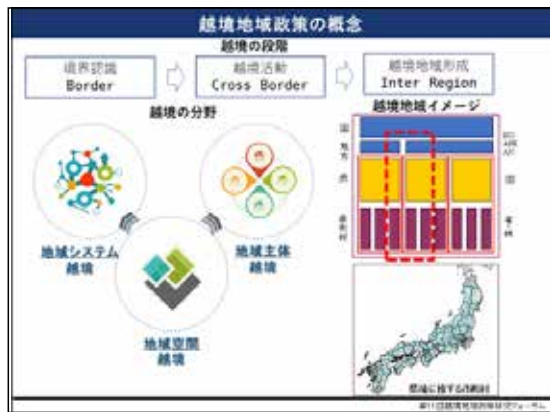 越境地域政策の概念
越境の段階
境界認識
Border
越境活動
Cross Border
越境地域形成
Inter Region
越境の分野
越境地域イメージ
地域システム
越境
地域主体
越境
地域空間
越境
国
地方
県
市町村
県境に接する市町村